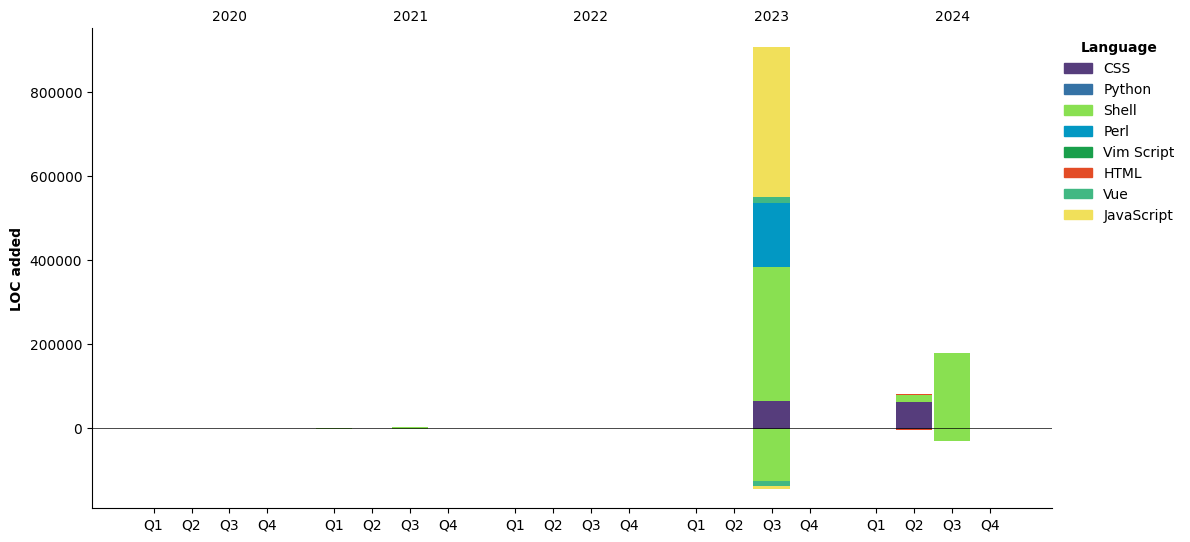 2020 2021 2022 2023 2024
LOC added
800000
600000
400000
200000
0
Q1 Q2 Q3 Q4 Q1 Q2 Q3 Q4 Q1 Q2 Q3 Q4 Q1 Q2 Q3 Q4 Q1 Q2 Q3 Q4
Language
CSS
Python
Shell
Perl
Vim Script
HTML
Vue
JavaScript